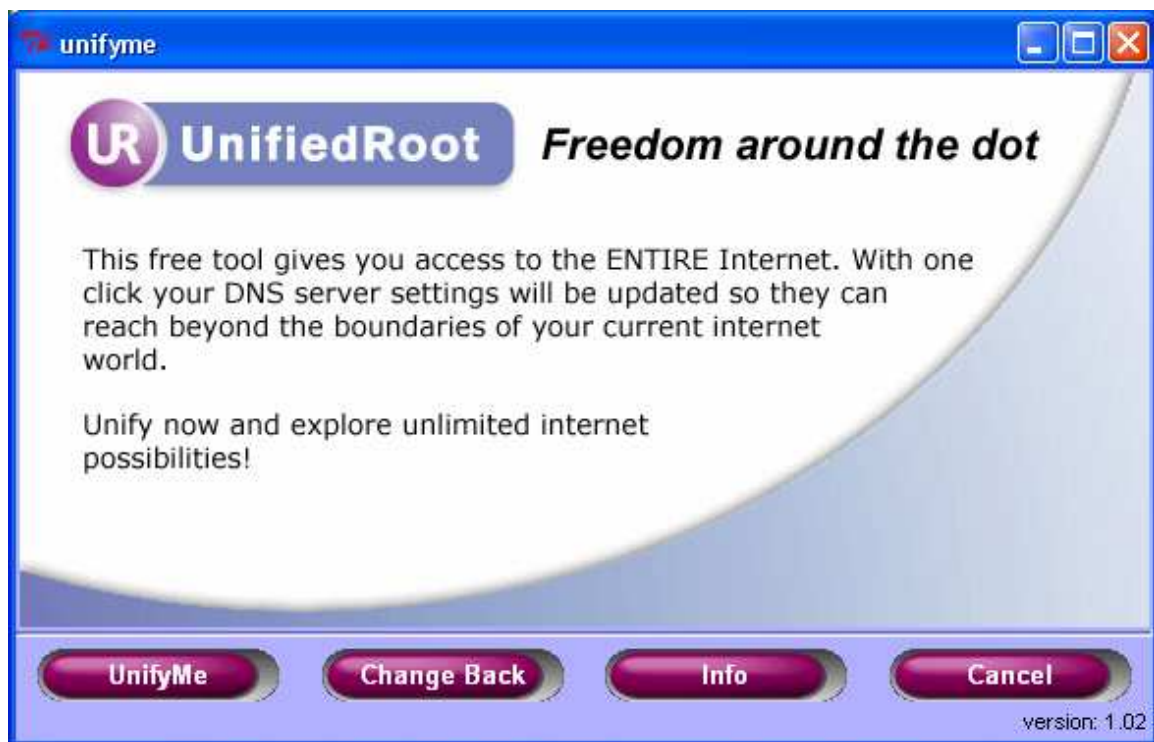 unifyme
UR UnifiedRoot Freedom around the dot
This free tool gives you access to the ENTIRE Internet. With one
click your DNS server settings will be updated so they can
reach beyond the boundaries of your current internet
world.
Unify now and explore unlimited internet
possibilities!
UnifyMe Change Back Info Cancel
version: 1.02